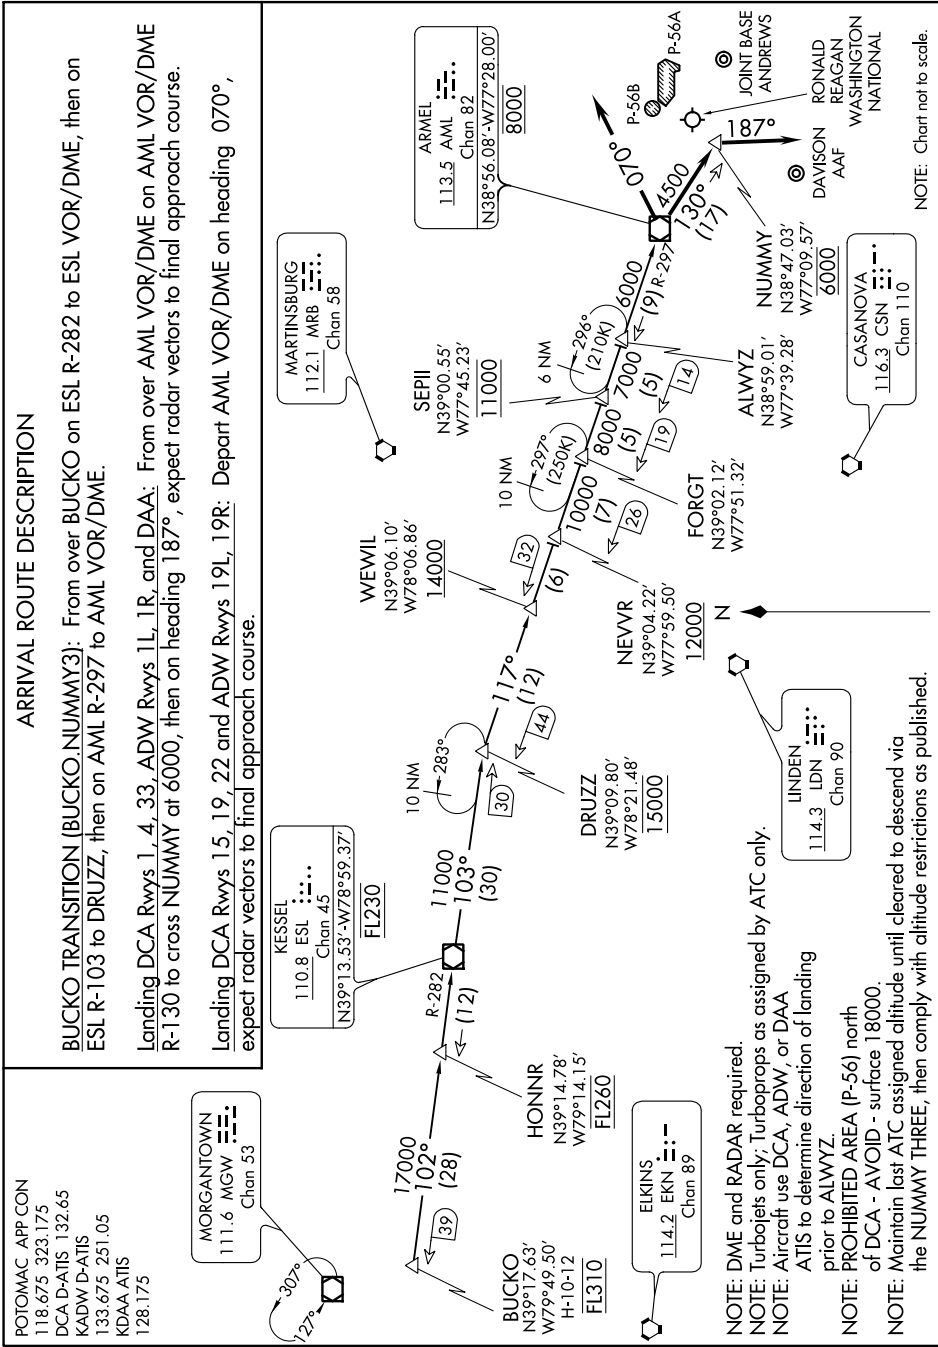 POTOMAC APP CON
118.675 323.175
DCA D-ATIS 132.65
KADW D-ATIS
133.675 251.05
KDAA ATIS
128.175
ARRIVAL ROUTE DESCRIPTION
BUCKO TRANSITION (BUCKO.NUMMY3): From over BUCKO on ESL R-282 to ESL VOR/DME, then on
ESL R-103 to DRUZZ, then on AML R-297 to AML VOR/DME.
Landing DCA Rwys 1, 4, 33, ADW Rwys 1L, 1R, and DAA: From over AML VOR/DME on AML VOR/DME
R-130 to cross NUMMY at 6000, then on heading 187°, expect radar vectors to final approach course.
Landing DCA Rwys 15, 19, 22 and ADW Rwys 19L, 19R: Depart AML VOR/DME on heading 070°,
expect radar vectors to final approach course.
MORGANTOWN
111.6 MGW
Chan 53
307°
127°
KESSEL
110.8 ESL
Chan 45
N39°13.53'-W78°59.37'
FL230
MARTINSBURG
112.1 MRB
Chan 58
ARMEL
113.5 AML
Chan 82
N38°56.08'-W77°28.00'
8000
BUCKO
N39°17.63'
W79°49.50'
H-10-12
FL310
39
17000
102°
(28)
HONNR
N39°14.78'
W79°14.15'
FL260
R-282
(12)
11000
103°
(30)
10 NM
283°
30
DRUZZ
N39°09.80'
W78°21.48'
15000
44
117°
(12)
WEWIL
N39°06.10'
W78°06.86'
14000
32
(6)
NEVVR
N39°04.22'
W77°59.50'
12000
26
10000
(7)
10 NM
297°
(250K)
FORGT
N39°02.12'
W77°51.32'
19
8000
(5)
SEPII
N39°00.55'
W77°45.23'
11000
14
7000
(5)
6 NM
296°
(210K)
ALWYZ
N38°59.01'
W77°39.28'
6000
(9)
R-297
070°
4500
130°
(17)
NUMMY
N38°47.03'
W77°09.57'
6000
187°
P-56B
P-56A
JOINT BASE
ANDREWS
RONALD
REAGAN
WASHINGTON
NATIONAL
DAVISON
AAF
ELKINS
114.2 EKN
Chan 89
LINDEN
114.3 LDN
Chan 90
CASANOVA
116.3 CSN
Chan 110
N
NOTE: DME and RADAR required.
NOTE: Turbojets only; Turboprops as assigned by ATC only.
NOTE: Aircraft use DCA, ADW, or DAA
ATIS to determine direction of landing
prior to ALWYZ.
NOTE: PROHIBITED AREA (P-56) north
of DCA - AVOID - surface 18000.
NOTE: Maintain last ATC assigned altitude until cleared to descend via
the NUMMY THREE, then comply with altitude restrictions as published.
NOTE: Chart not to scale.